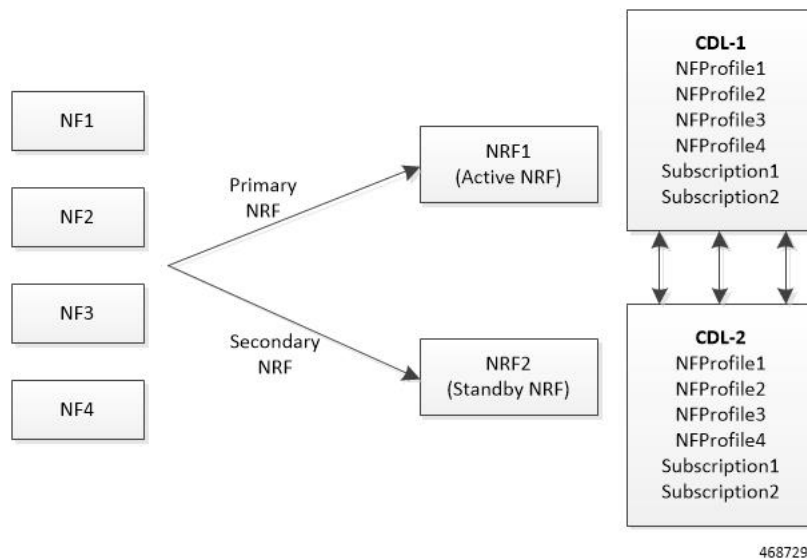 NF1
NF2
NF3
NF4
Primary
NRF
Secondary
NRF
NRF1
(Active NRF)
NRF2
(Standby NRF)
CDL-1
NFProfile1
NFProfile2
NFProfile3
NFProfile4
Subscription1
Subscription2
CDL-2
NFProfile1
NFProfile2
NFProfile3
NFProfile4
Subscription1
Subscription2
468729